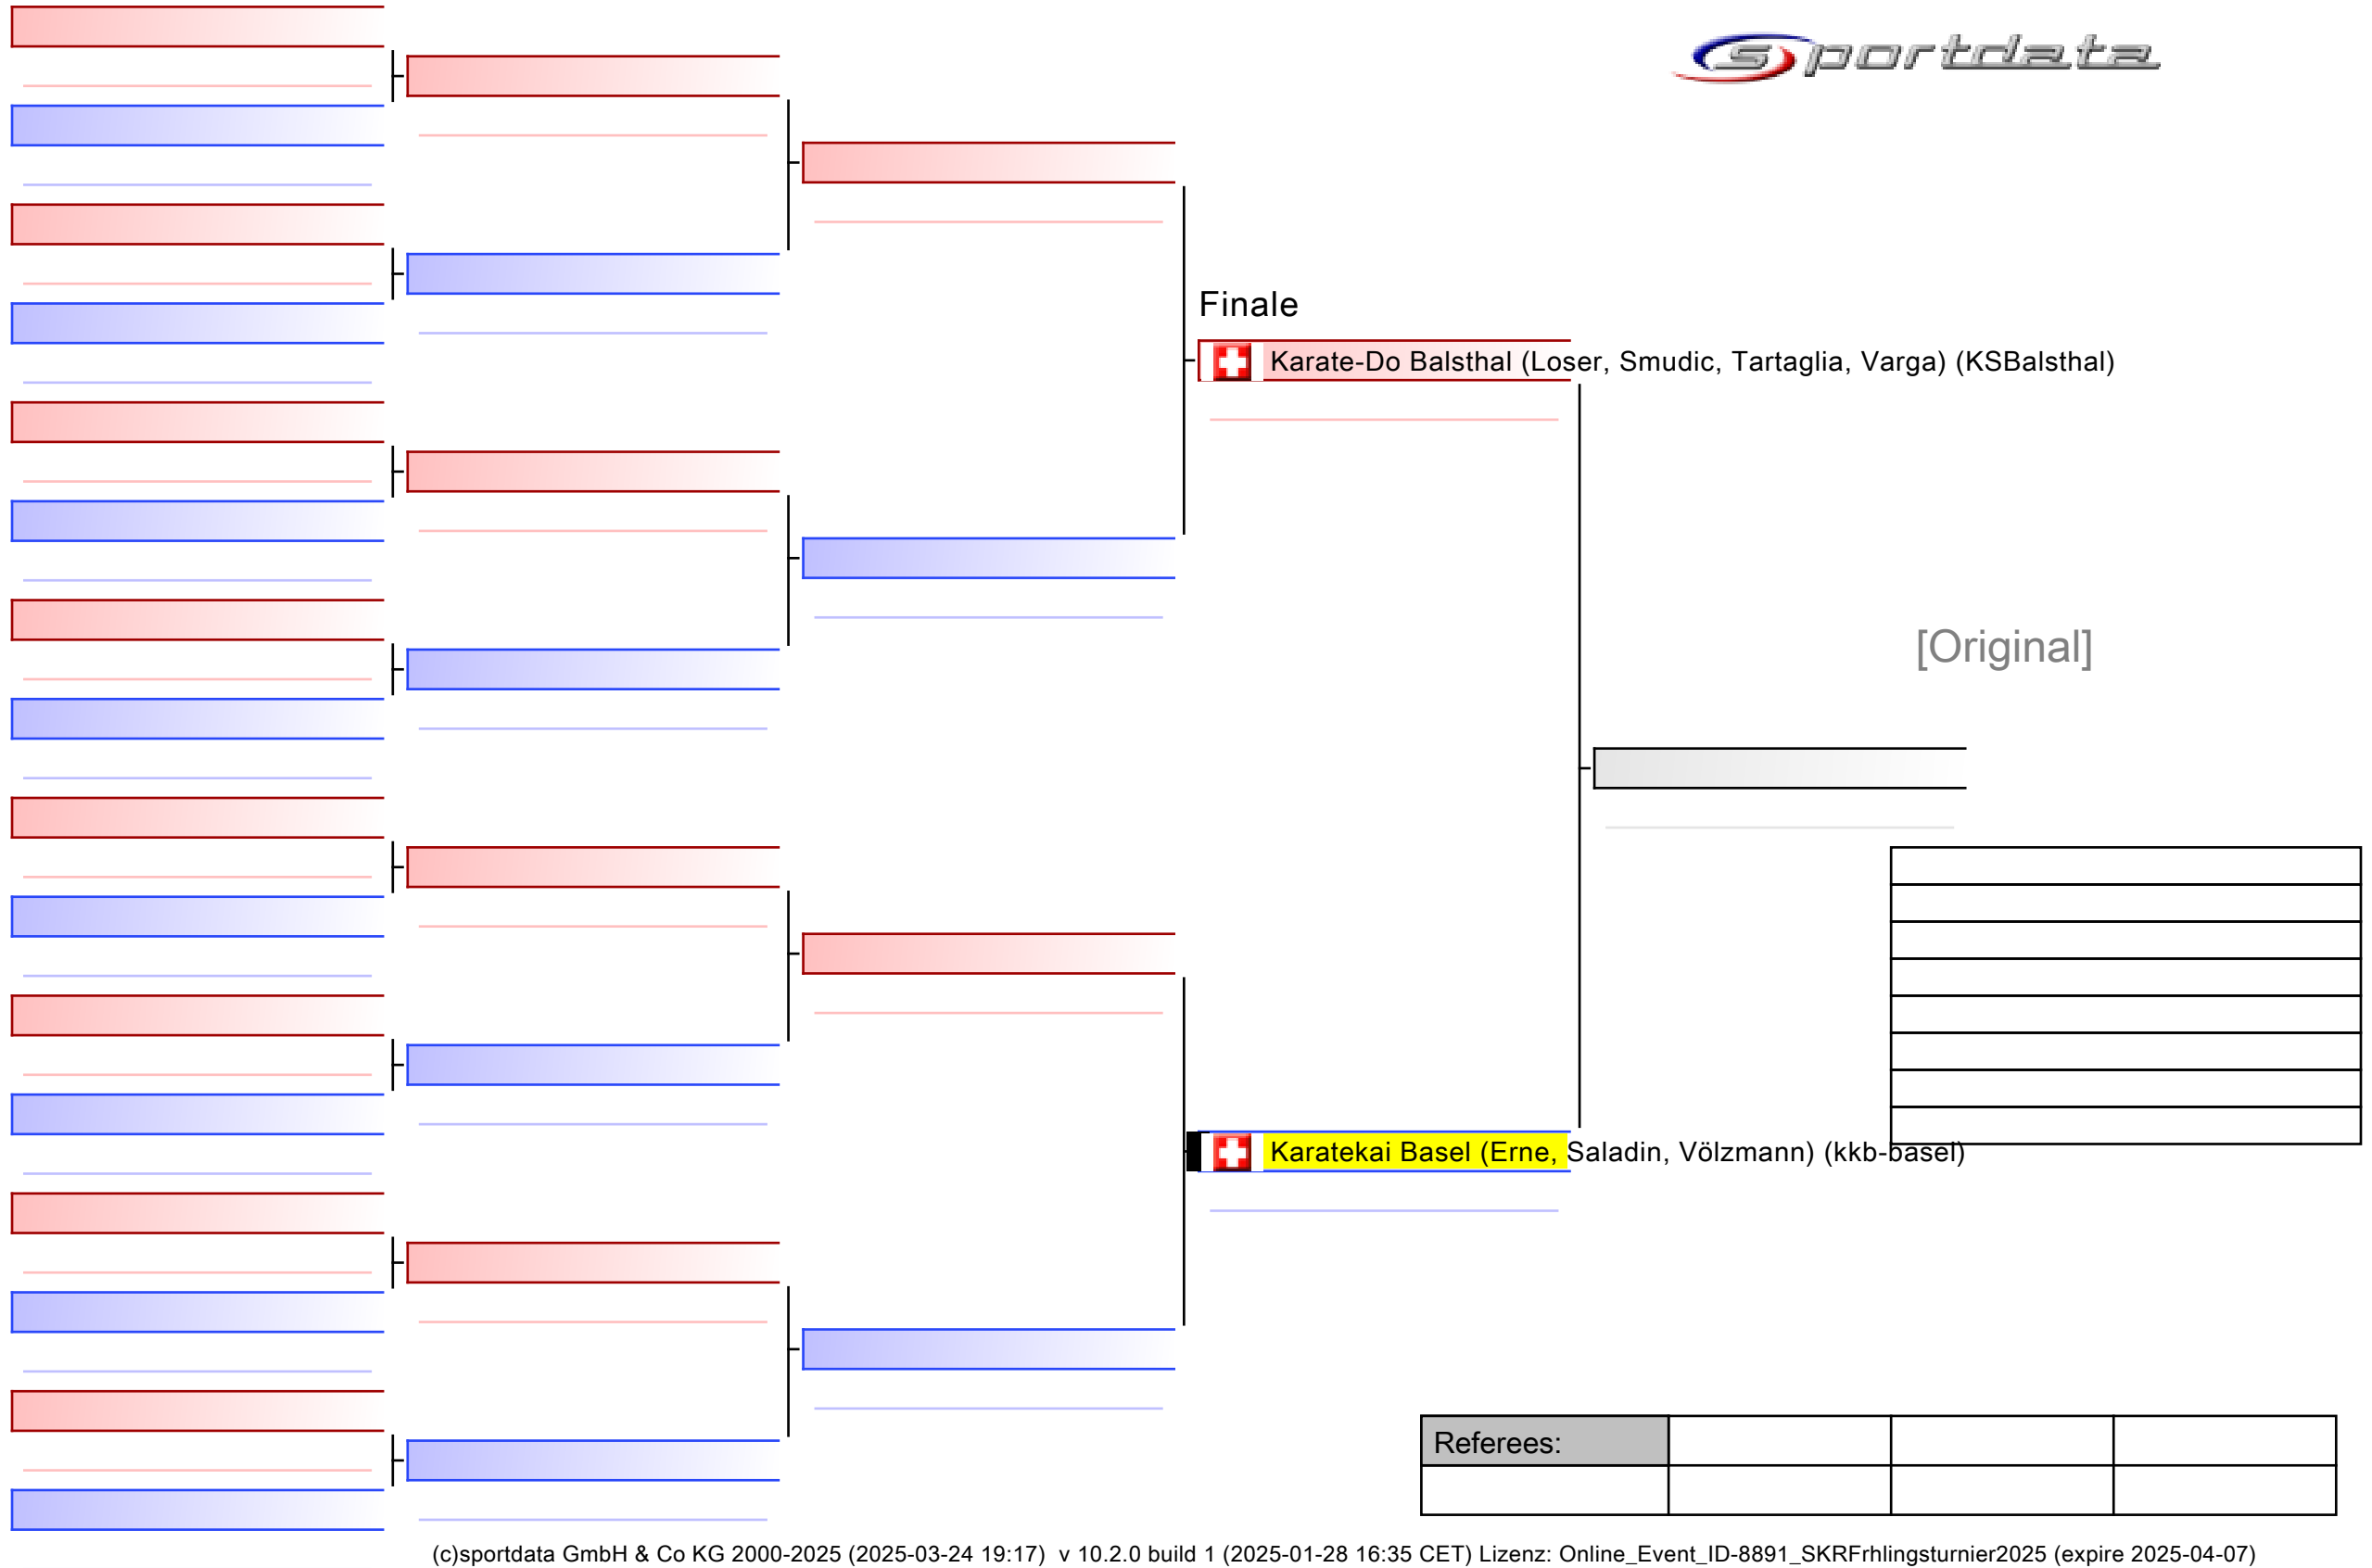 sportdata
Finale
Karate-Do Balsthal (Loser, Smudic, Tartaglia, Varga) (KSBalsthal)
[Original]
Karatekai Basel (Erne, Saladin, Völzmann) (kkb-basel)
Referees:
(c)sportdata GmbH & Co KG 2000-2025 (2025-03-24 19:17) v 10.2.0 build 1 (2025-01-28 16:35 CET) Lizenz: Online_Event_ID-8891_SKRFrhlingsturnier2025 (expire 2025-04-07)